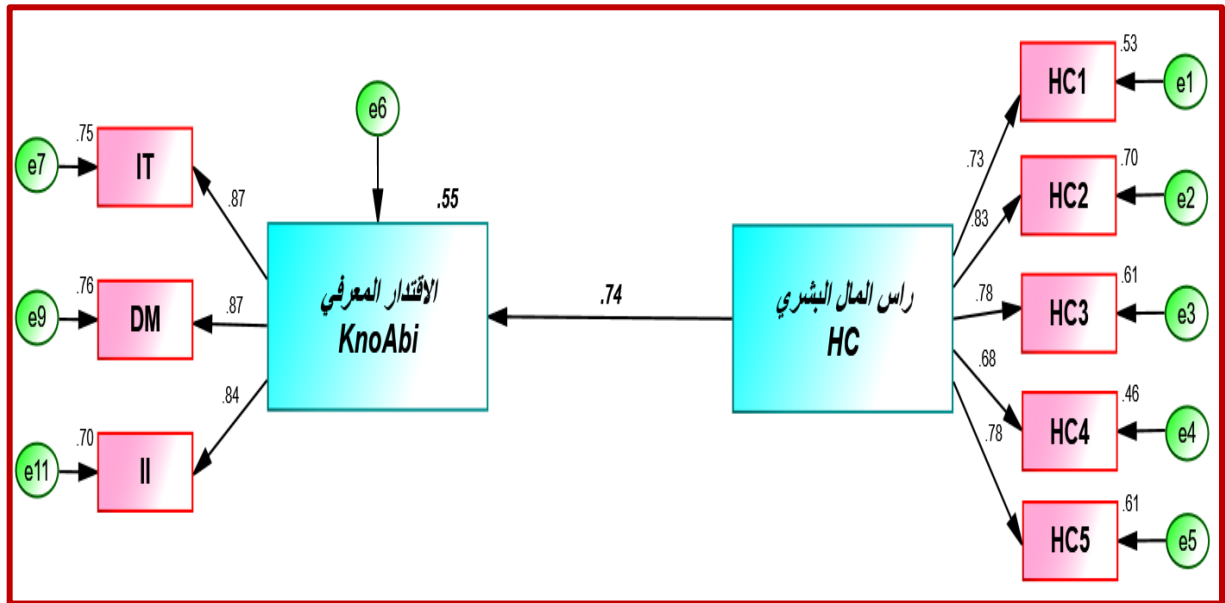 .53
HC1
e1
.75
e6
e7
IT
.73
.70
HC2
e2
.87
.55
.83
.76
.61
e9
DM
.87
الاقتدار المعرفي
KnoAbi
.74
راس المال البشري
HC
.78
HC3
e3
.84
.68
.46
.70
HC4
e4
e11
II
.78
.61
HC5
e5